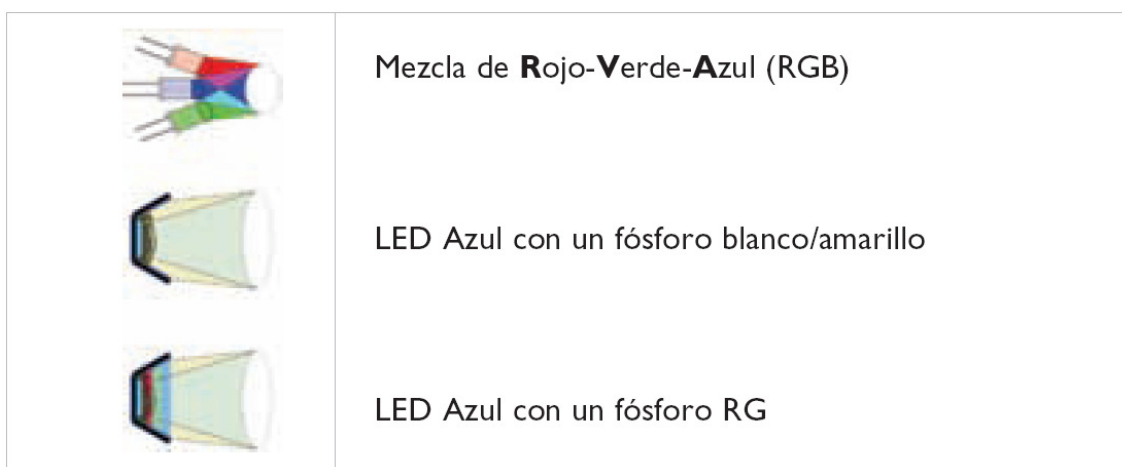 Mezcla de Rojo-Verde-Azul (RGB)
LED Azul con un fósforo blanco/amarillo
LED Azul con un fósforo RG